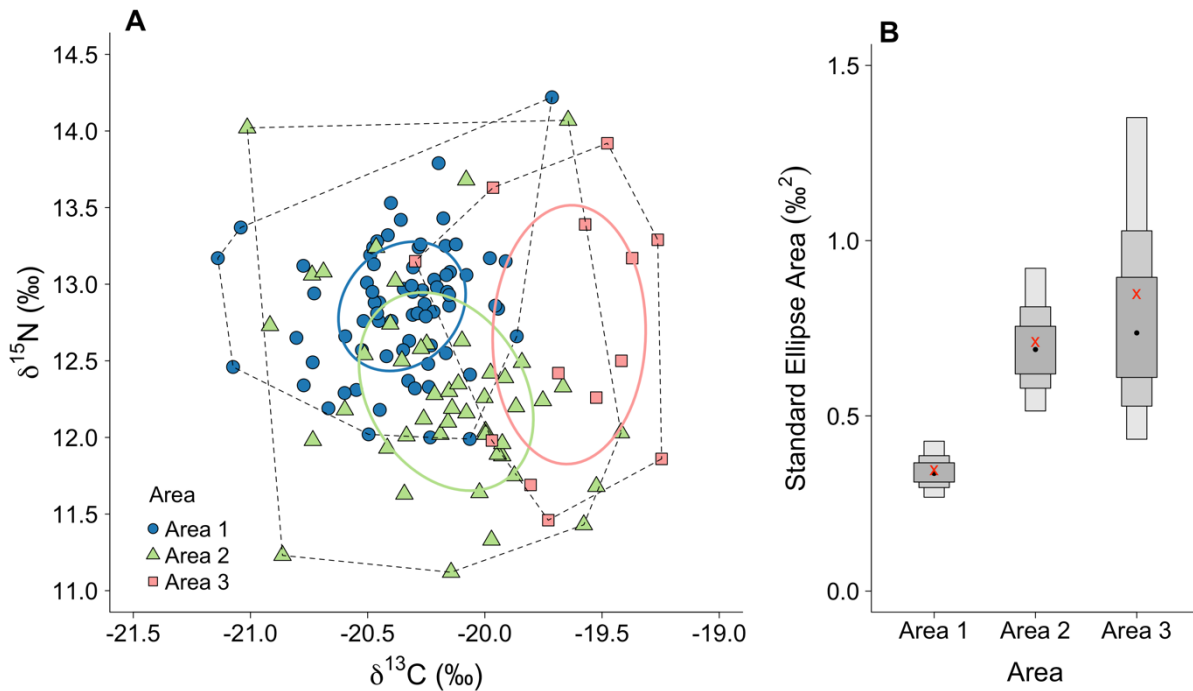 A
14.5
14.0
13.5
13.0
12.5
12.0
11.5
11.0
δ¹⁵N (‰)
Area
Area 1
Area 2
Area 3
-21.5 -21.0 -20.5 -20.0 -19.5 -19.0
δ¹³C (‰)
B
1.5
1.0
0.5
0.0
Standard Ellipse Area (‰²)
x x x
Area 1 Area 2 Area 3
Area